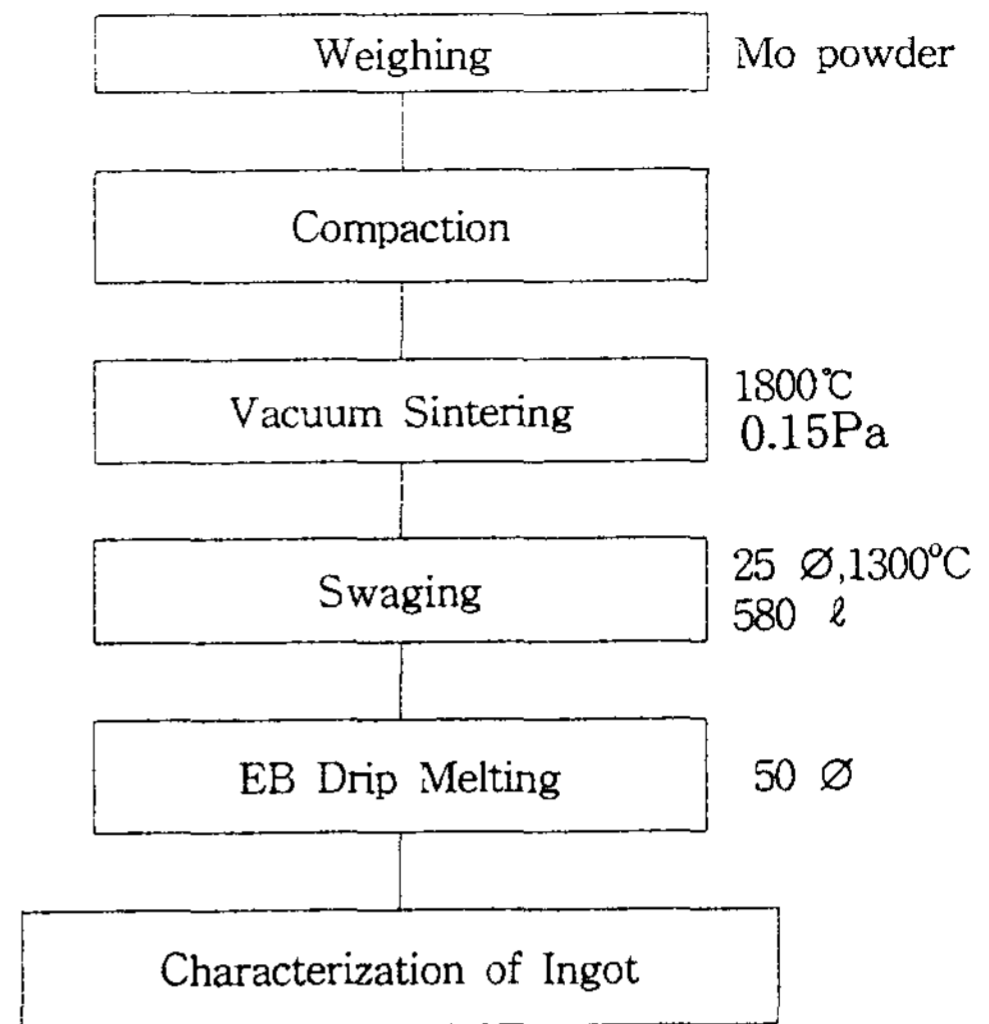 Weighing Mo powder
Compaction
Vacuum Sintering
1800℃
0.15Pa
Swaging
25 Ø,1300°C
580 ℓ
EB Drip Melting 50 Ø
Characterization of Ingot